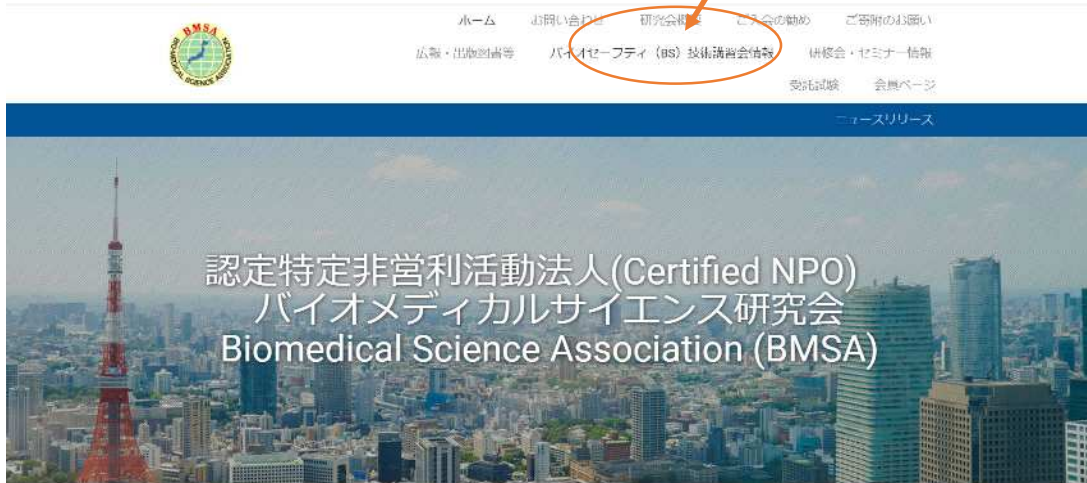 BMSA
BIOMEDICAL SCIENCE ASSOCIATION
ホーム お問い合わせ 研究会概要 ご入会の勧め ご寄附のお願い
広報・出版図書等 バイオセーフティ（BS）技術講習会情報 研修会・セミナー情報
受託試験 会員ページ
ニュースリリース
認定特定非営利活動法人(Certified NPO)
バイオメディカルサイエンス研究会
Biomedical Science Association (BMSA)